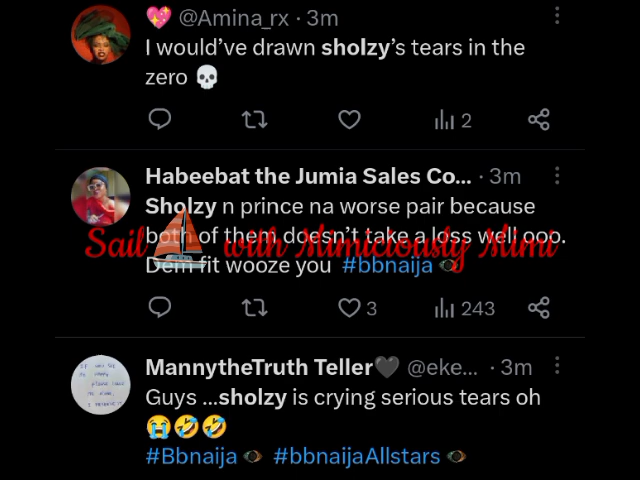 💖 @Amina_rx · 3m
I would've drawn sholzy's tears in the
zero 💀
2
Habeebat the Jumia Sales Co... · 3m
Sholzy n prince na worse pair because
both of them doesn't take a loss well ooo.
Sail with Mimiciously Mimi
Dem fit wooze you #bbnaija
3 243
MannytheTruth Teller🖤 @eke... · 3m
Guys ...sholzy is crying serious tears oh
😭🤣🤣
#Bbnaija #bbnaijaAllstars